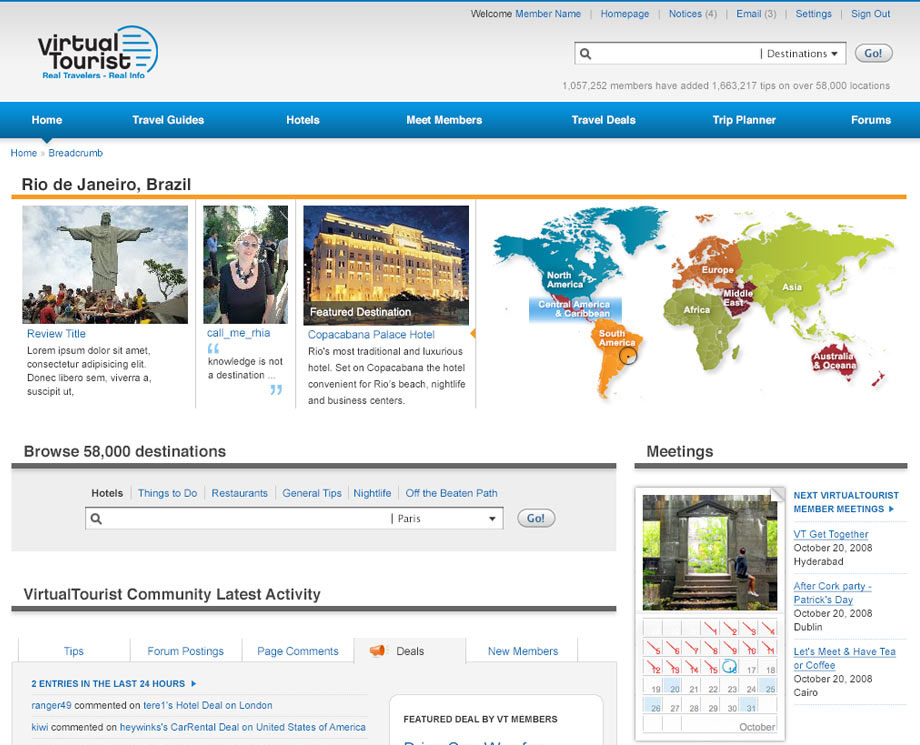 Welcome Member Name | Homepage | Notices (4) | Email (3) | Settings | Sign Out
virtual
Tourist
Real Travelers - Real Info
| Destinations
Go!
1,057,252 members have added 1,663,217 tips on over 58,000 locations
Home Travel Guides Hotels Meet Members Travel Deals Trip Planner Forums
Home » Breadcrumb
Rio de Janeiro, Brazil
Review Title
Lorem ipsum dolor sit amet,
consectetur adipisicing elit.
Donec libero sem, viverra a,
suscipit ut,
call_me_rhia
“
knowledge is not
a destination ...
”
Featured Destination
Copacabana Palace Hotel
Rio's most traditional and luxurious
hotel. Set on Copacabana the hotel
convenient for Rio's beach, nightlife
and business centers.
North
America
Central America
& Caribbean
South
America
Europe
Middle
East
Africa
Asia
Australia
& Oceana
Browse 58,000 destinations
Hotels Things to Do Restaurants General Tips Nightlife Off the Beaten Path
| Paris
Go!
VirtualTourist Community Latest Activity
Tips Forum Postings Page Comments Deals New Members
2 ENTRIES IN THE LAST 24 HOURS
ranger49 commented on tere1's Hotel Deal on London
kiwi commented on heywinks's CarRental Deal on United States of America
FEATURED DEAL BY VT MEMBERS
Meetings
1 2 3 4
5 6 7 8 9 10 11
12 13 14 15 16 17 18
19 20 21 22 23 24 25
26 27 28 29 30 31
October
NEXT VIRTUALTOURIST
MEMBER MEETINGS
VT Get Together
October 20, 2008
Hyderabad
After Cork party -
Patrick's Day
October 20, 2008
Dublin
Let's Meet & Have Tea
or Coffee
October 20, 2008
Cairo